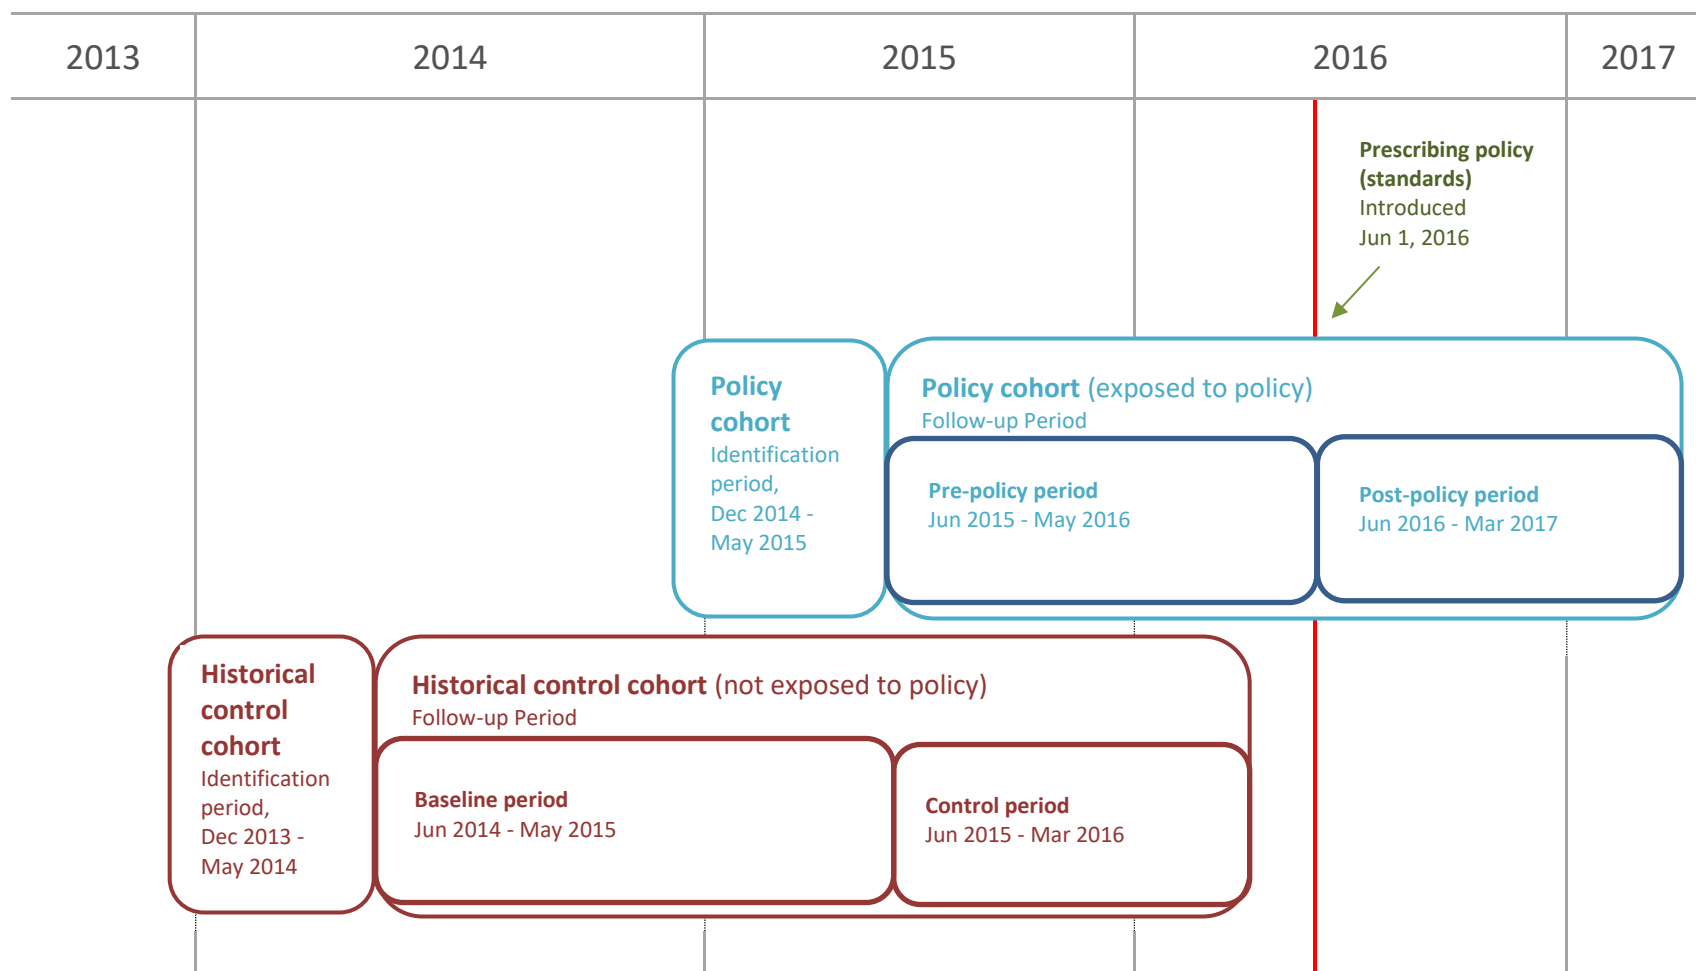 2013
2014
2015
2016
2017
Prescribing policy
(standards)
Introduced
Jun 1, 2016
Policy
cohort
Identification
period,
Dec 2014 -
May 2015
Policy cohort (exposed to policy)
Follow-up Period
Pre-policy period
Jun 2015 - May 2016
Post-policy period
Jun 2016 - Mar 2017
Historical
control
cohort
Identification
period,
Dec 2013 -
May 2014
Historical control cohort (not exposed to policy)
Follow-up Period
Baseline period
Jun 2014 - May 2015
Control period
Jun 2015 - Mar 2016